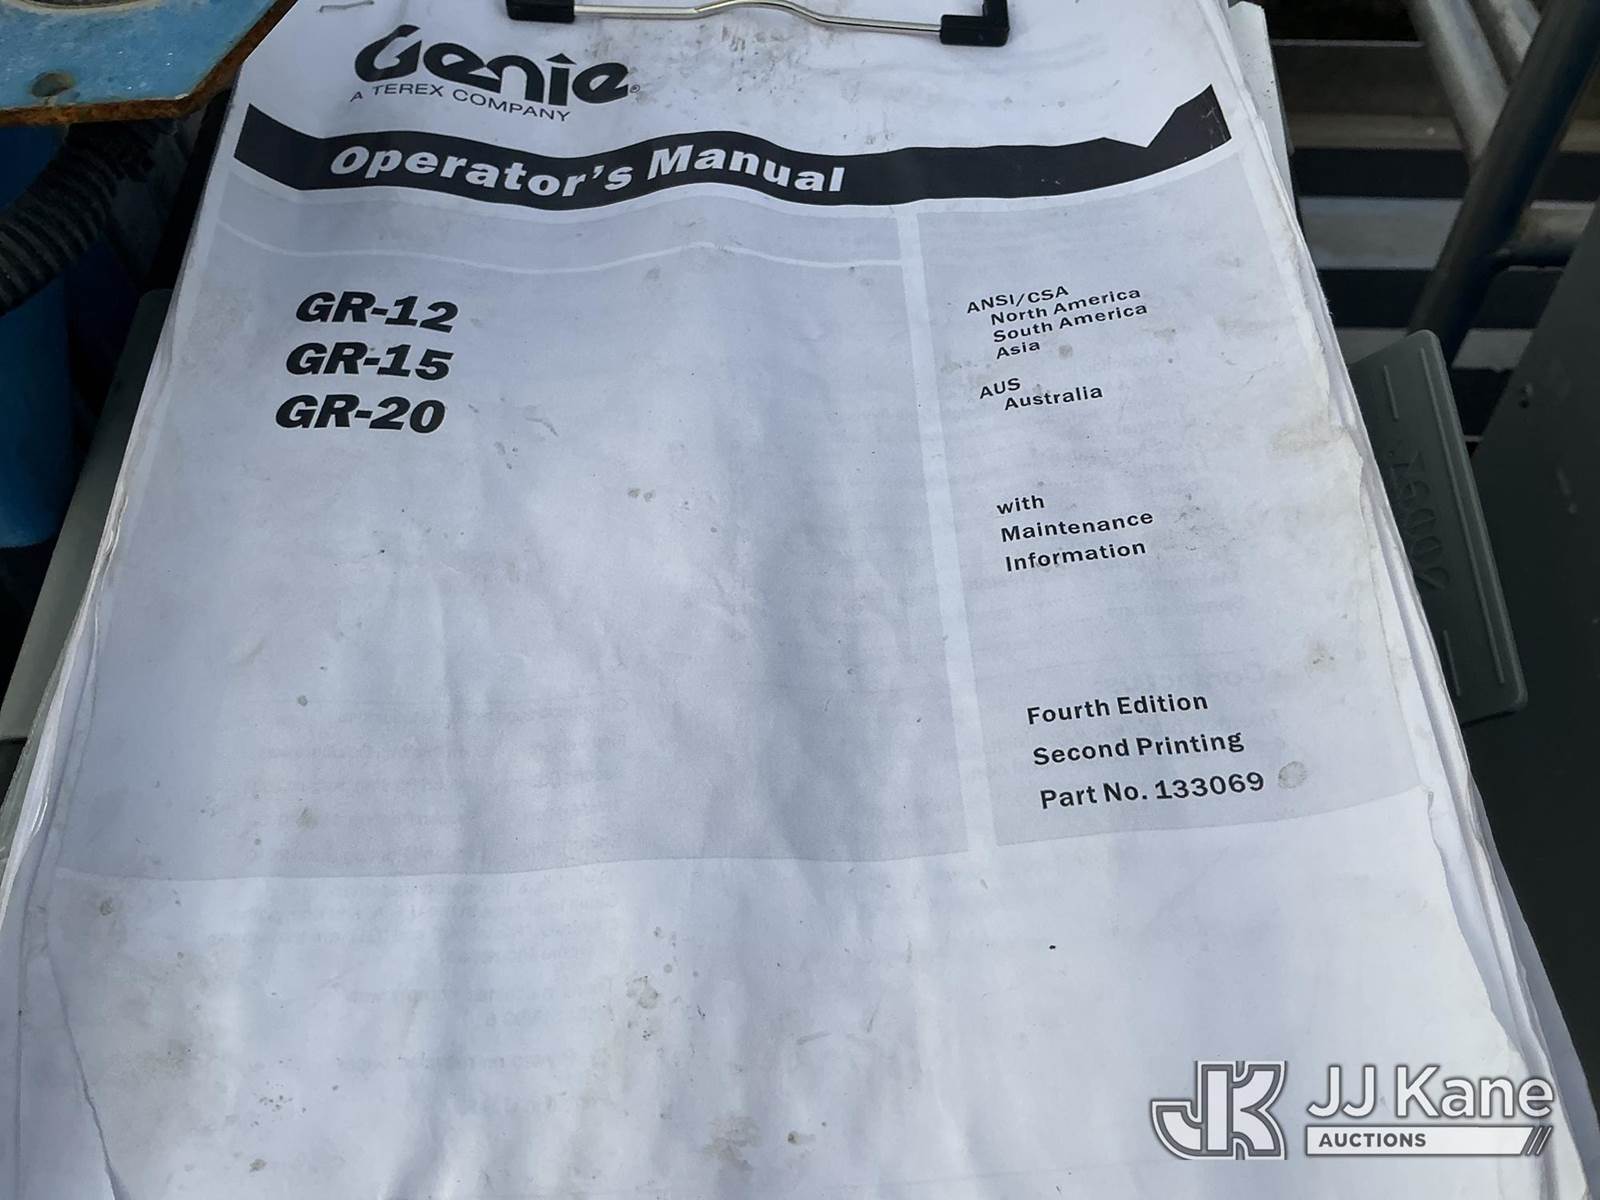 Genie
A TEREX COMPANY
Operator's Manual
GR-12
GR-15
GR-20
ANSI/CSA
North America
South America
Asia
AUS
Australia
with
Maintenance
Information
Fourth Edition
Second Printing
Part No. 133069
JJ Kane
AUCTIONS